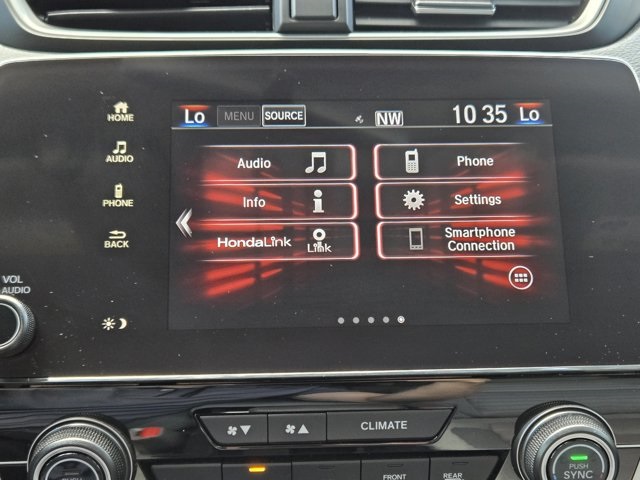 HOME
AUDIO
PHONE
BACK
VOL
AUDIO
Lo MENU SOURCE NW 10 35 Lo
Audio Phone
Info i Settings
HondaLink Link Smartphone
Connection
CLIMATE
FRONT REAR
PUSH
SYNC